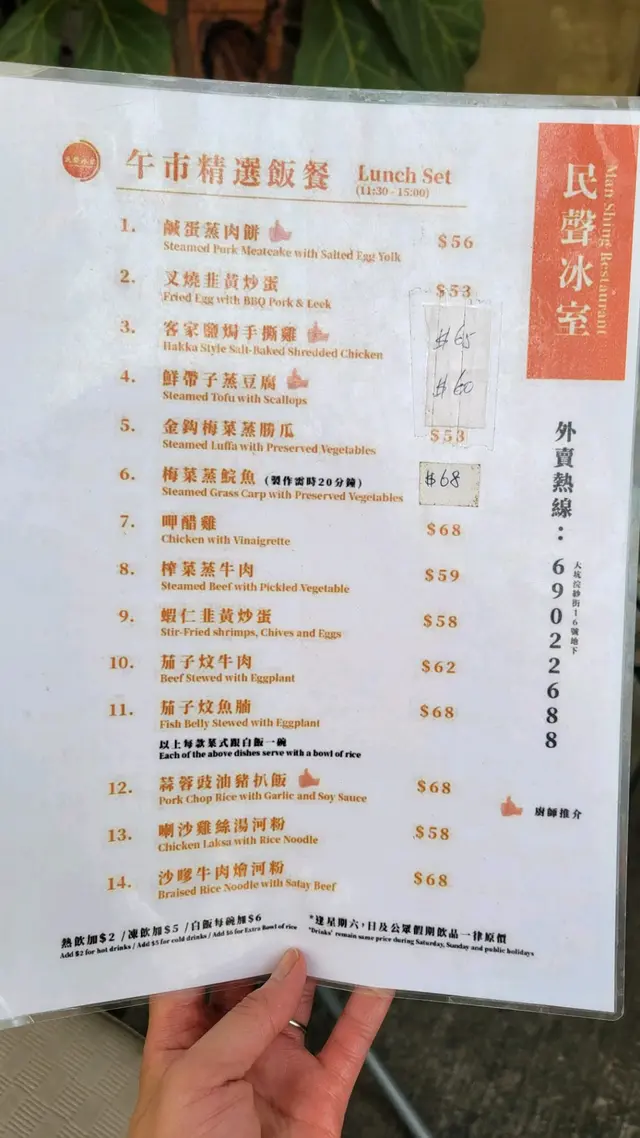 民聲冰室
午市精選飯餐 Lunch Set
(11:30 - 15:00)
1. 鹹蛋蒸肉餅 $56
Steamed Pork Meatcake with Salted Egg Yolk
2. 叉燒韭黃炒蛋 $53
Fried Egg with BBQ Pork & Leek
3. 客家鹽焗手撕雞 $65
Hakka Style Salt-Baked Shredded Chicken
4. 鮮帶子蒸豆腐 $60
Steamed Tofu with Scallops
5. 金鈎梅菜蒸勝瓜 $53
Steamed Luffa with Preserved Vegetables
6. 梅菜蒸鯇魚 (製作需時20分鐘) $68
Steamed Grass Carp with Preserved Vegetables
7. 呷醋雞 $68
Chicken with Vinaigrette
8. 榨菜蒸牛肉 $59
Steamed Beef with Pickled Vegetable
9. 蝦仁韭黃炒蛋 $58
Stir-Fried shrimps, Chives and Eggs
10. 茄子炆牛肉 $62
Beef Stewed with Eggplant
11. 茄子炆魚腩 $68
Fish Belly Stewed with Eggplant
以上每款菜式跟白飯一碗
Each of the above dishes serve with a bowl of rice
12. 蒜蓉豉油豬扒飯 $68
Pork Chop Rice with Garlic and Soy Sauce
13. 喇沙雞絲湯河粉 $58
Chicken Laksa with Rice Noodle
14. 沙嗲牛肉燴河粉 $68
Braised Rice Noodle with Satay Beef
熱飲加$2 / 凍飲加$5 / 白飯每碗加$6
Add $2 for hot drinks / Add $5 for cold drinks / Add $6 for Extra Bowl of rice
*逢星期六,日及公眾假期飲品一律原價
"Drinks' remain same price during Saturday, Sunday and public holidays
民聲冰室
Man Shing Restaurant
外賣熱線：69022688
大坑浣紗街16號地下
廚師推介